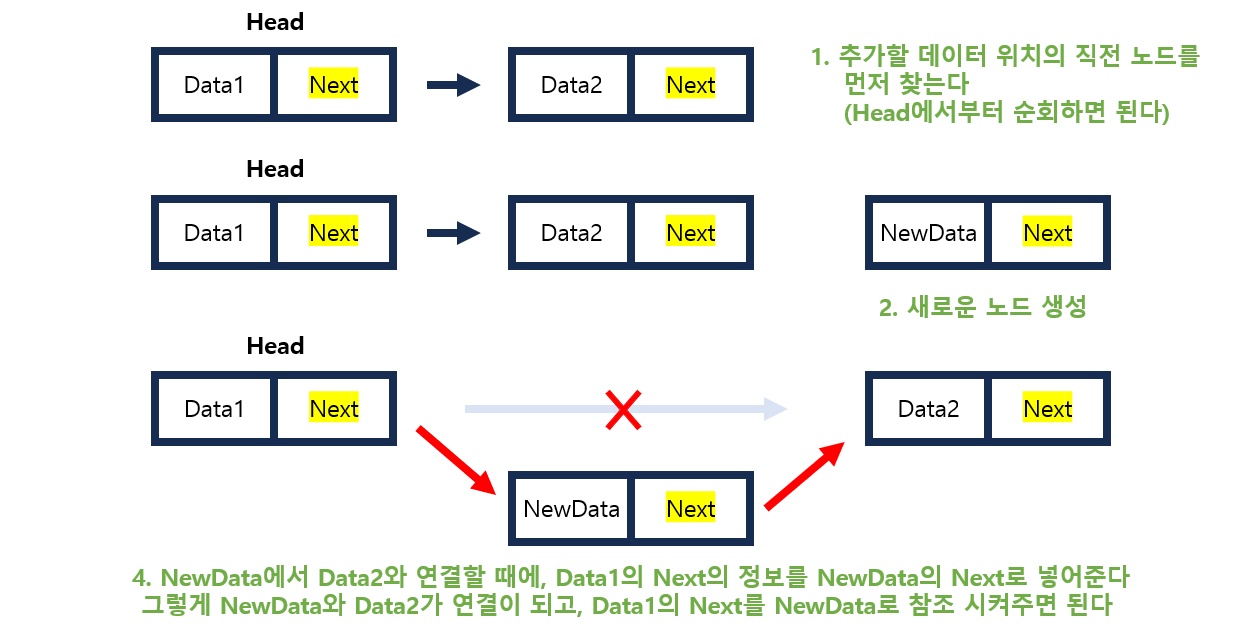 Head
Data1 Next Data2 Next
1. 추가할 데이터 위치의 직전 노드를
먼저 찾는다
(Head에서부터 순회하면 된다)
Head
Data1 Next Data2 Next NewData Next
2. 새로운 노드 생성
Head
Data1 Next Data2 Next
NewData Next
4. NewData에서 Data2와 연결할 때에, Data1의 Next의 정보를 NewData의 Next로 넣어준다
그렇게 NewData와 Data2가 연결이 되고, Data1의 Next를 NewData로 참조 시켜주면 된다